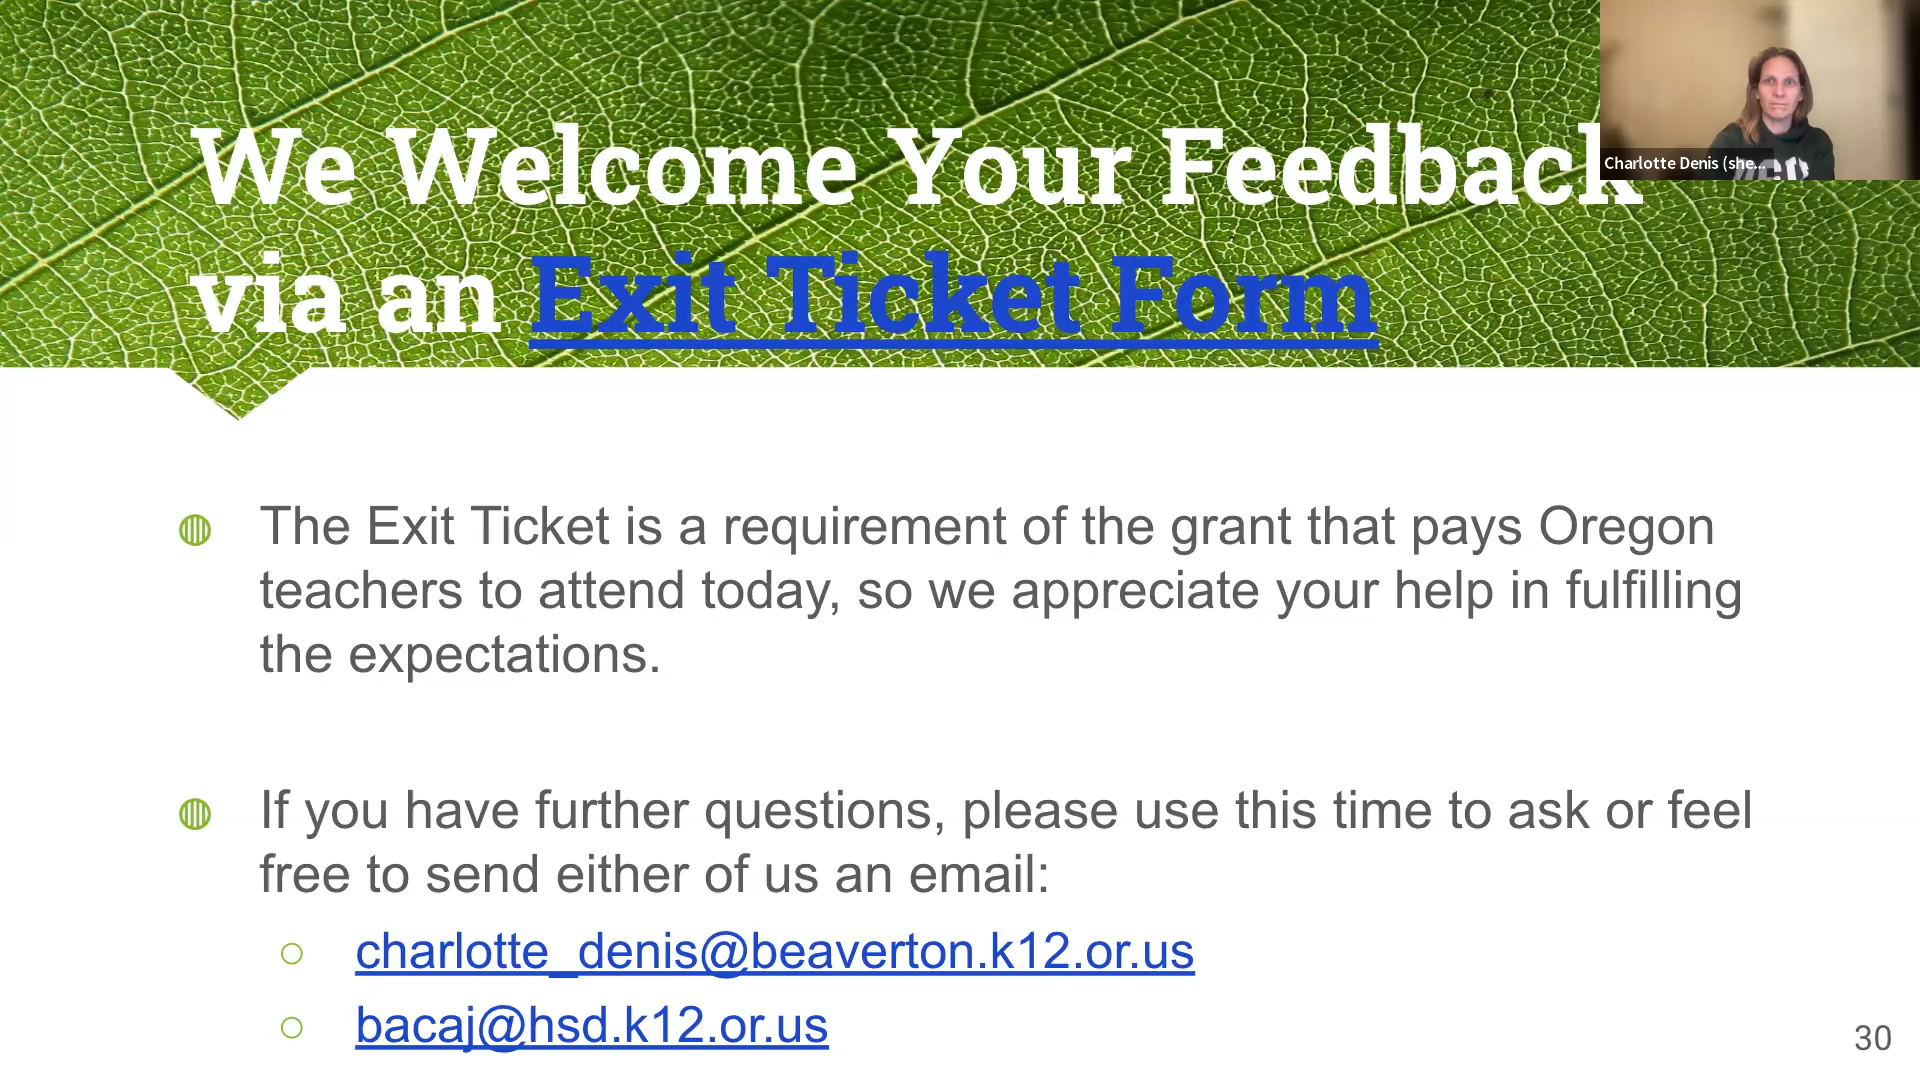 We Welcome Your Feedback
via an Exit Ticket Form
Charlotte Denis (she...
The Exit Ticket is a requirement of the grant that pays Oregon
teachers to attend today, so we appreciate your help in fulfilling
the expectations.
If you have further questions, please use this time to ask or feel
free to send either of us an email:
charlotte_denis@beaverton.k12.or.us
bacaj@hsd.k12.or.us
30